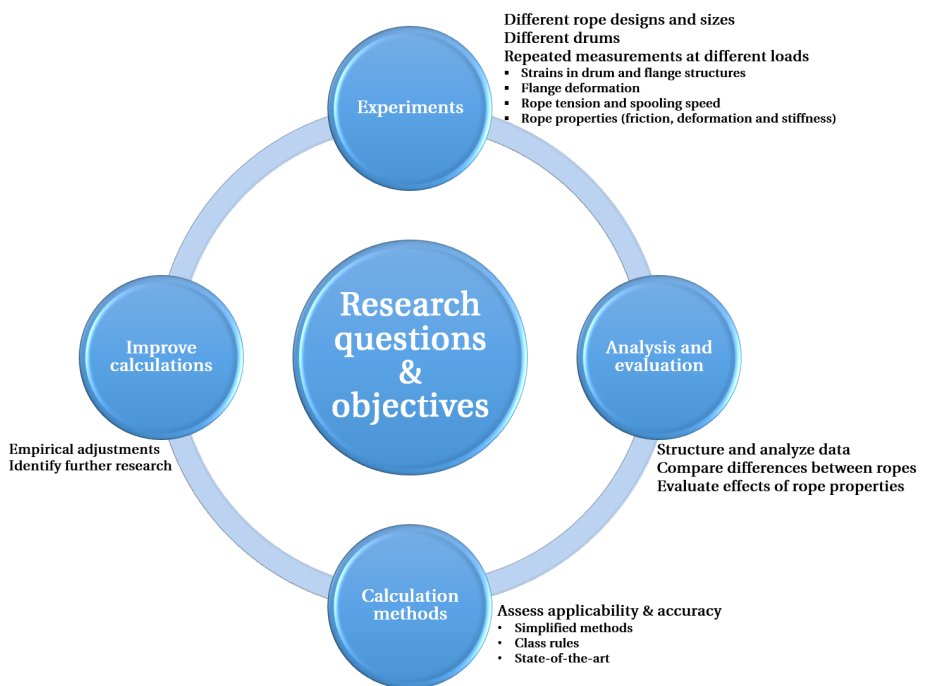 Different rope designs and sizes
Different drums
Repeated measurements at different loads
▪ Strains in drum and flange structures
▪ Flange deformation
▪ Rope tension and spooling speed
▪ Rope properties (friction, deformation and stiffness)
Experiments
Research
questions
&
objectives
Analysis and
evaluation
Structure and analyze data
Compare differences between ropes
Evaluate effects of rope properties
Calculation
methods
Assess applicability & accuracy
• Simplified methods
• Class rules
• State-of-the-art
Improve
calculations
Empirical adjustments
Identify further research